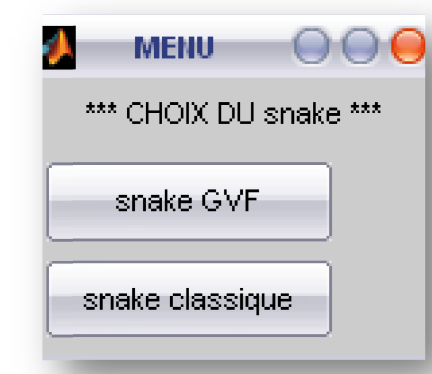 MENU
*** CHOIX DU snake ***
snake GVF
snake classique